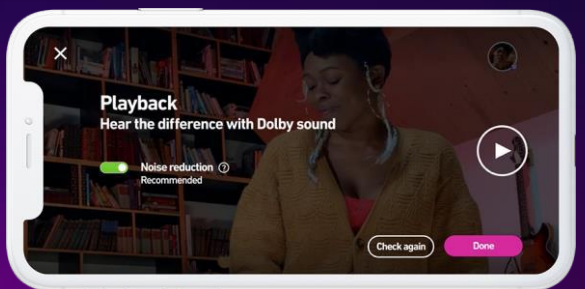 Playback
Hear the difference with Dolby sound
Noise reduction ?
Recommended
Check again
Done